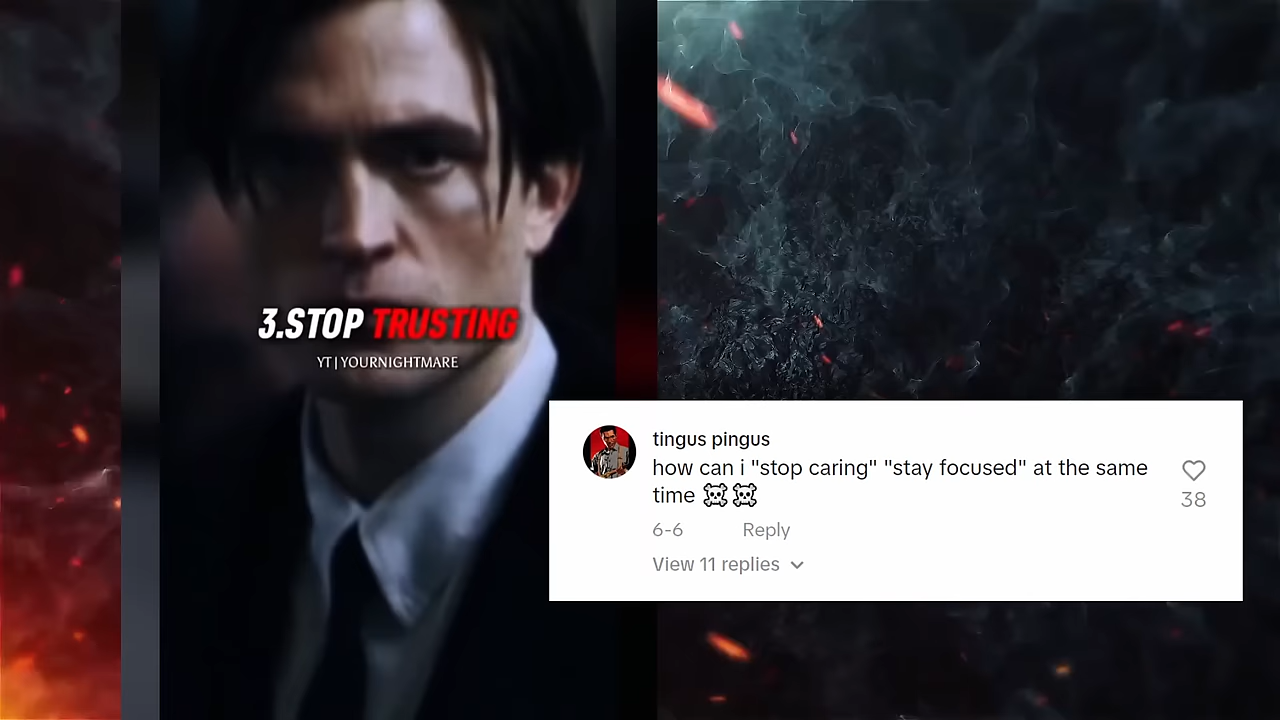 3.STOP TRUSTING
YT | YOURNIGHTMARE
tingus pingus
how can i "stop caring" "stay focused" at the same
time ☠️☠️
38
6-6 Reply
View 11 replies